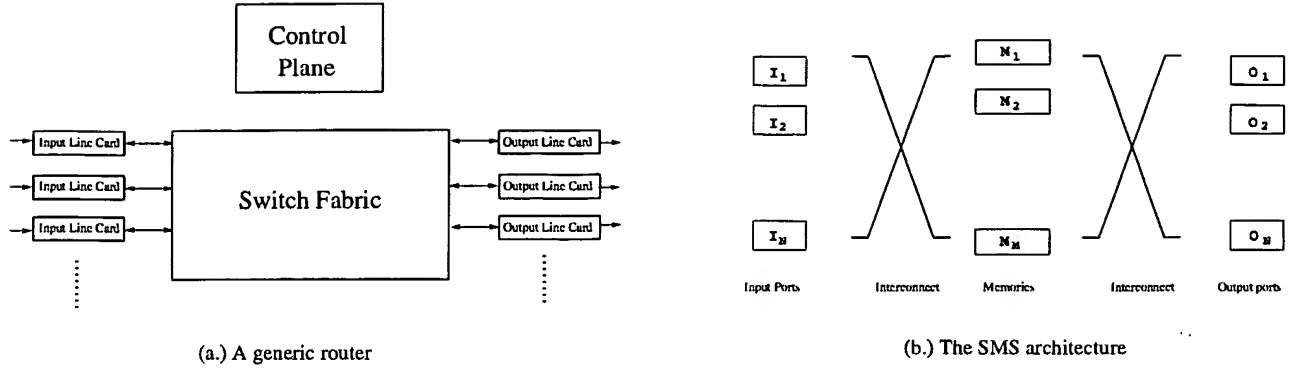 Control
Plane
Input Line Card
Input Line Card
Input Line Card
Switch Fabric
Output Line Card
Output Line Card
Output Line Card
(a.) A generic router
I1
I2
IN
M1
M2
MM
O1
O2
ON
Input Ports
Interconnect
Memories
Interconnect
Output ports
(b.) The SMS architecture